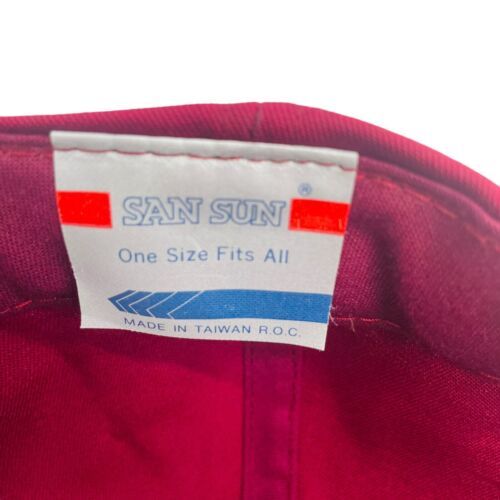 SAN SUN ®
One Size Fits All
MADE IN TAIWAN R.O.C.